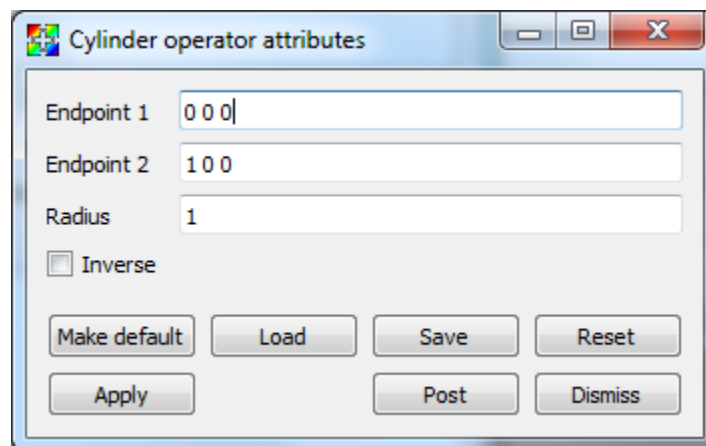 Cylinder operator attributes
Endpoint 1 0 0 0
Endpoint 2 1 0 0
Radius 1
Inverse
Make default Load Save Reset
Apply Post Dismiss